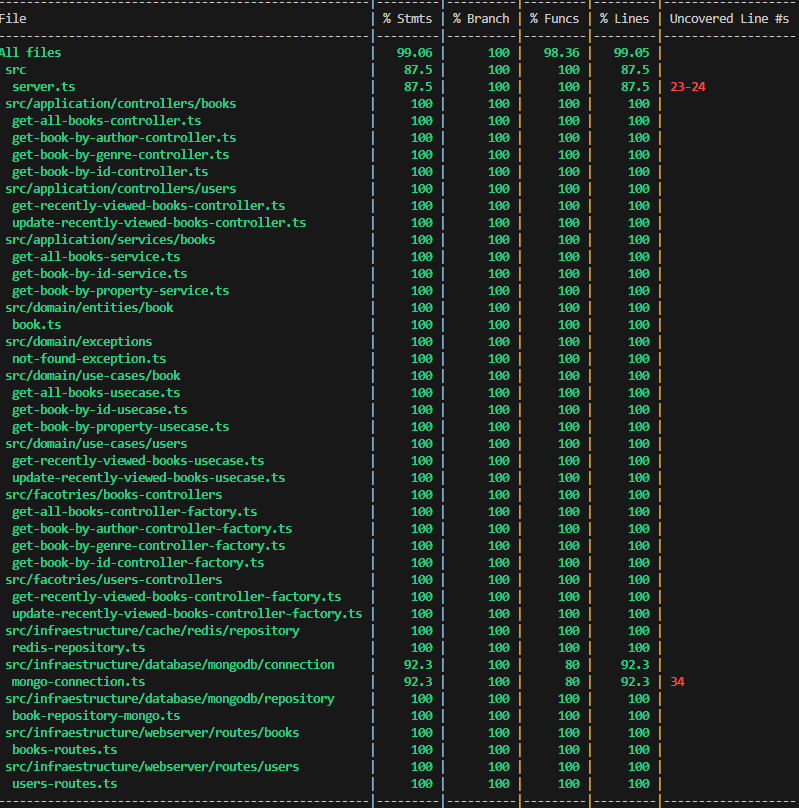 File | % Stmts | % Branch | % Funcs | % Lines | Uncovered Line #s
All files | 99.06 | 100 | 98.36 | 99.05 |
src | 87.5 | 100 | 100 | 87.5 |
server.ts | 87.5 | 100 | 100 | 87.5 | 23-24
src/application/controllers/books | 100 | 100 | 100 | 100 |
get-all-books-controller.ts | 100 | 100 | 100 | 100 |
get-book-by-author-controller.ts | 100 | 100 | 100 | 100 |
get-book-by-genre-controller.ts | 100 | 100 | 100 | 100 |
get-book-by-id-controller.ts | 100 | 100 | 100 | 100 |
src/application/controllers/users | 100 | 100 | 100 | 100 |
get-recently-viewed-books-controller.ts | 100 | 100 | 100 | 100 |
update-recently-viewed-books-controller.ts | 100 | 100 | 100 | 100 |
src/application/services/books | 100 | 100 | 100 | 100 |
get-all-books-service.ts | 100 | 100 | 100 | 100 |
get-book-by-id-service.ts | 100 | 100 | 100 | 100 |
get-book-by-property-service.ts | 100 | 100 | 100 | 100 |
src/domain/entities/book | 100 | 100 | 100 | 100 |
book.ts | 100 | 100 | 100 | 100 |
src/domain/exceptions | 100 | 100 | 100 | 100 |
not-found-exception.ts | 100 | 100 | 100 | 100 |
src/domain/use-cases/book | 100 | 100 | 100 | 100 |
get-all-books-usecase.ts | 100 | 100 | 100 | 100 |
get-book-by-id-usecase.ts | 100 | 100 | 100 | 100 |
get-book-by-property-usecase.ts | 100 | 100 | 100 | 100 |
src/domain/use-cases/users | 100 | 100 | 100 | 100 |
get-recently-viewed-books-usecase.ts | 100 | 100 | 100 | 100 |
update-recently-viewed-books-usecase.ts | 100 | 100 | 100 | 100 |
src/facotries/books-controllers | 100 | 100 | 100 | 100 |
get-all-books-controller-factory.ts | 100 | 100 | 100 | 100 |
get-book-by-author-controller-factory.ts | 100 | 100 | 100 | 100 |
get-book-by-genre-controller-factory.ts | 100 | 100 | 100 | 100 |
get-book-by-id-controller-factory.ts | 100 | 100 | 100 | 100 |
src/facotries/users-controllers | 100 | 100 | 100 | 100 |
get-recently-viewed-books-controller-factory.ts | 100 | 100 | 100 | 100 |
update-recently-viewed-books-controller-factory.ts | 100 | 100 | 100 | 100 |
src/infraestructure/cache/redis/repository | 100 | 100 | 100 | 100 |
redis-repository.ts | 100 | 100 | 100 | 100 |
src/infraestructure/database/mongodb/connection | 92.3 | 100 | 80 | 92.3 |
mongo-connection.ts | 92.3 | 100 | 80 | 92.3 | 34
src/infraestructure/database/mongodb/repository | 100 | 100 | 100 | 100 |
book-repository-mongo.ts | 100 | 100 | 100 | 100 |
src/infraestructure/webserver/routes/books | 100 | 100 | 100 | 100 |
books-routes.ts | 100 | 100 | 100 | 100 |
src/infraestructure/webserver/routes/users | 100 | 100 | 100 | 100 |
users-routes.ts | 100 | 100 | 100 | 100 |